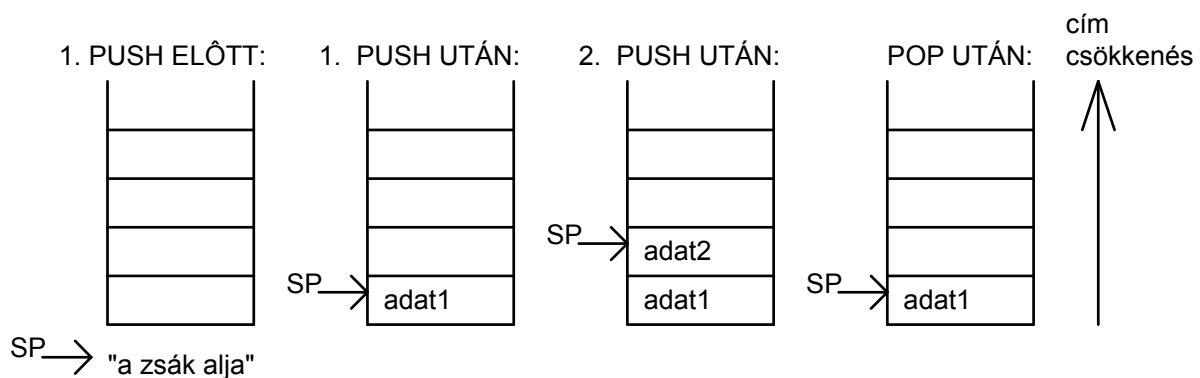 1. PUSH ELÔTT:
1. PUSH UTÁN:
2. PUSH UTÁN:
POP UTÁN:
cím
csökkenés
SP
adat2
SP
adat1
adat1
SP
adat1
SP
"a zsák alja"